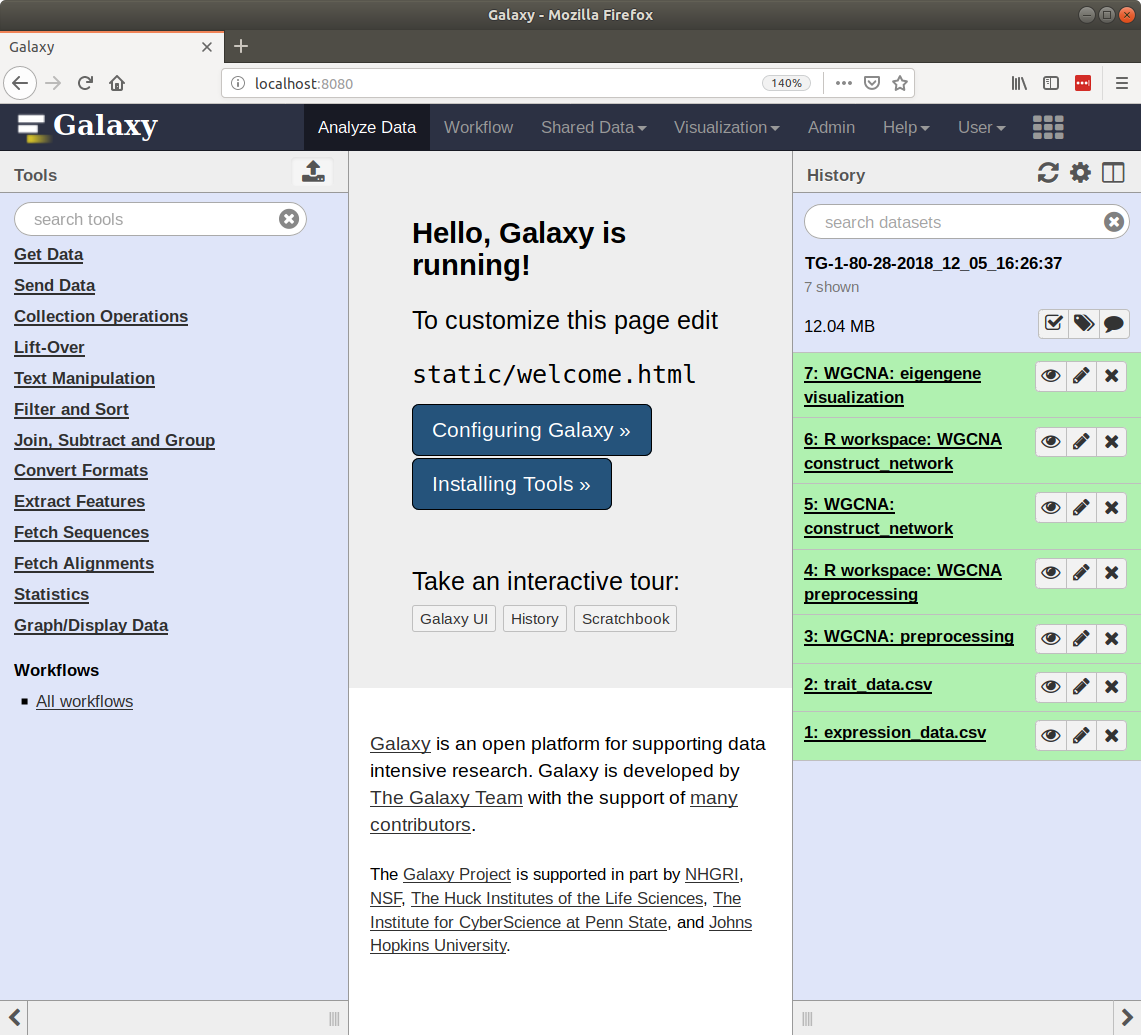 Galaxy - Mozilla Firefox
Galaxy
localhost:8080
140%
Galaxy
Analyze Data
Workflow
Shared Data
Visualization
Admin
Help
User
Tools
search tools
Get Data
Send Data
Collection Operations
Lift-Over
Text Manipulation
Filter and Sort
Join, Subtract and Group
Convert Formats
Extract Features
Fetch Sequences
Fetch Alignments
Statistics
Graph/Display Data
Workflows
All workflows
Hello, Galaxy is
running!
To customize this page edit
static/welcome.html
Configuring Galaxy »
Installing Tools »
Take an interactive tour:
Galaxy UI
History
Scratchbook
Galaxy is an open platform for supporting data
intensive research. Galaxy is developed by
The Galaxy Team with the support of many
contributors.
The Galaxy Project is supported in part by NHGRI,
NSF, The Huck Institutes of the Life Sciences, The
Institute for CyberScience at Penn State, and Johns
Hopkins University.
History
search datasets
TG-1-80-28-2018_12_05_16:26:37
7 shown
12.04 MB
7: WGCNA: eigengene
visualization
6: R workspace: WGCNA
construct_network
5: WGCNA:
construct_network
4: R workspace: WGCNA
preprocessing
3: WGCNA: preprocessing
2: trait_data.csv
1: expression_data.csv